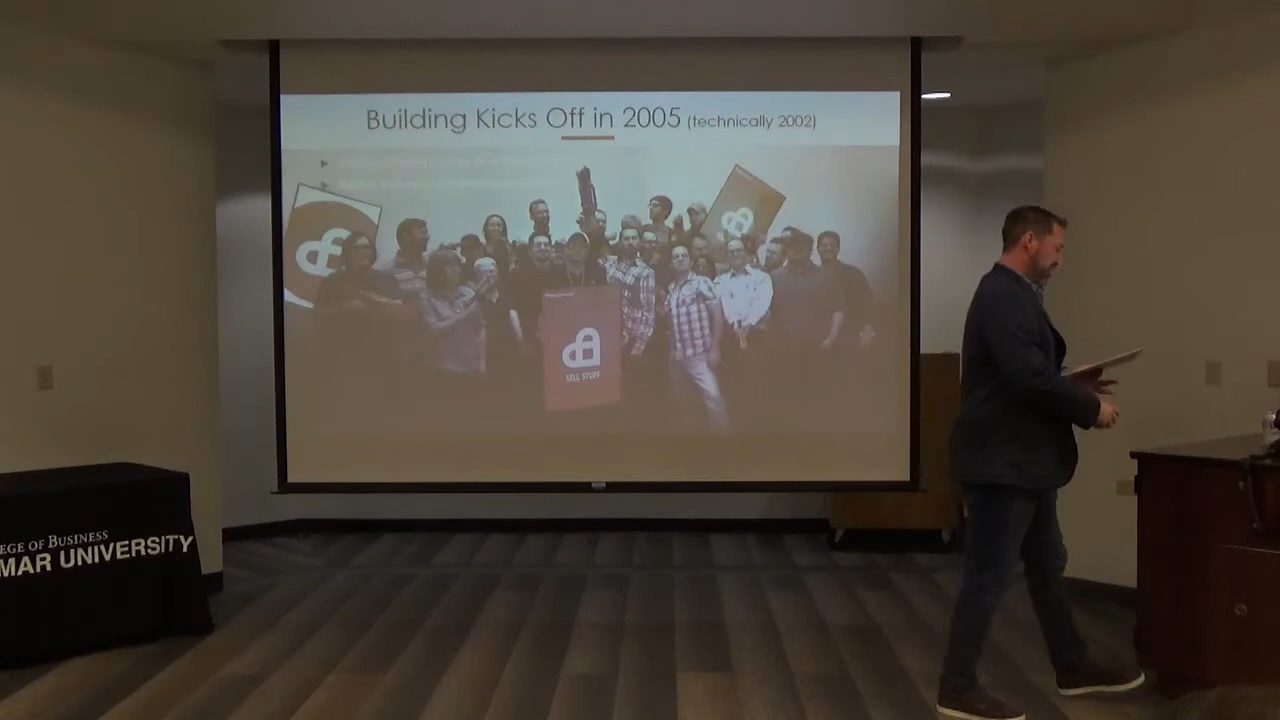 Building Kicks Off in 2005 (technically 2002)
SELL STUFF
EGE OF BUSINESS
MAR UNIVERSITY